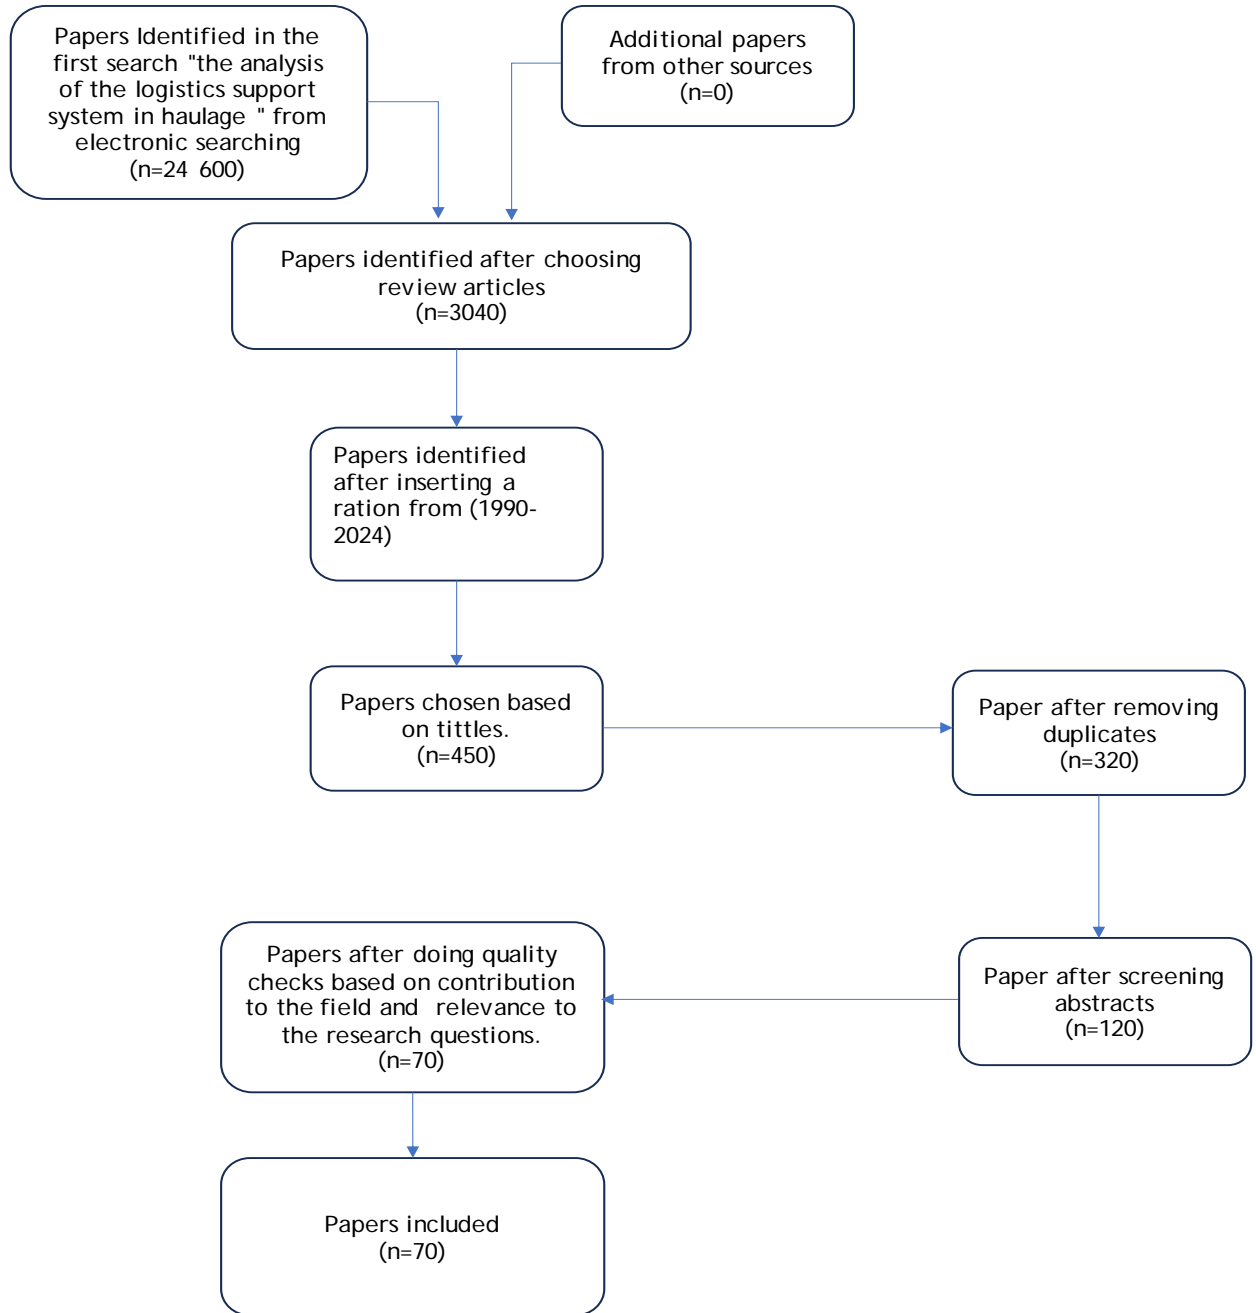 Papers Identified in the
first search "the analysis
of the logistics support
system in haulage " from
electronic searching
(n=24 600)
Additional papers
from other sources
(n=0)
Papers identified after choosing
review articles
(n=3040)
Papers identified
after inserting a
ration from (1990-
2024)
Papers chosen based
on tittles.
(n=450)
Paper after removing
duplicates
(n=320)
Paper after screening
abstracts
(n=120)
Papers after doing quality
checks based on contribution
to the field and relevance to
the research questions.
(n=70)
Papers included
(n=70)